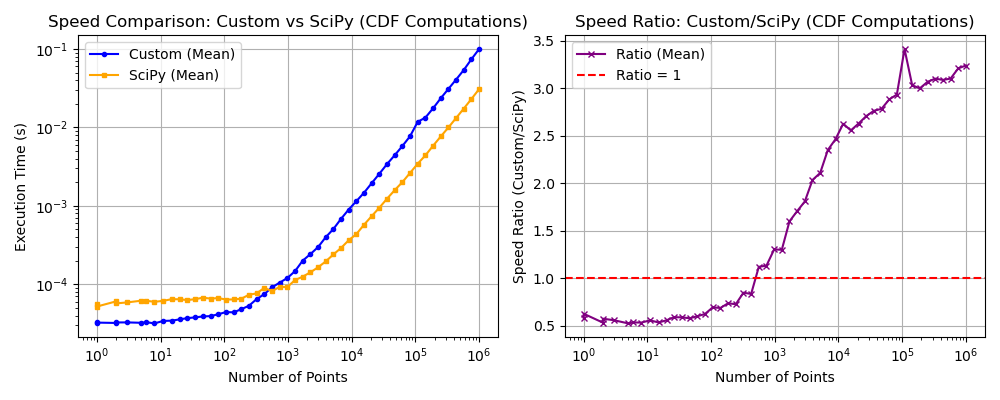 Speed Comparison: Custom vs SciPy (CDF Computations)
Custom (Mean)
SciPy (Mean)
Execution Time (s)
10⁻¹
10⁻²
10⁻³
10⁻⁴
10⁰ 10¹ 10² 10³ 10⁴ 10⁵ 10⁶
Number of Points
Speed Ratio: Custom/SciPy (CDF Computations)
Ratio (Mean)
Ratio = 1
Speed Ratio (Custom/SciPy)
3.5
3.0
2.5
2.0
1.5
1.0
0.5
10⁰ 10¹ 10² 10³ 10⁴ 10⁵ 10⁶
Number of Points